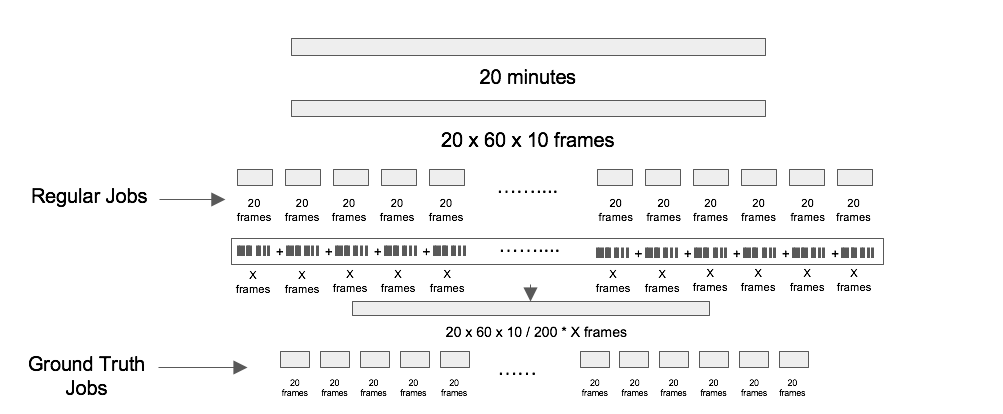 20 minutes
20 x 60 x 10 frames
Regular Jobs
20 20 20 20 20 ………. 20 20 20 20 20 20
frames frames frames frames frames frames frames frames frames frames frames
+ + + + ………. + + + + +
X X X X X X X X X X X
frames frames frames frames frames frames frames frames frames frames frames
20 x 60 x 10 / 200 * X frames
Ground Truth
Jobs
20 20 20 20 20 …… 20 20 20 20 20 20
frames frames frames frames frames frames frames frames frames frames frames